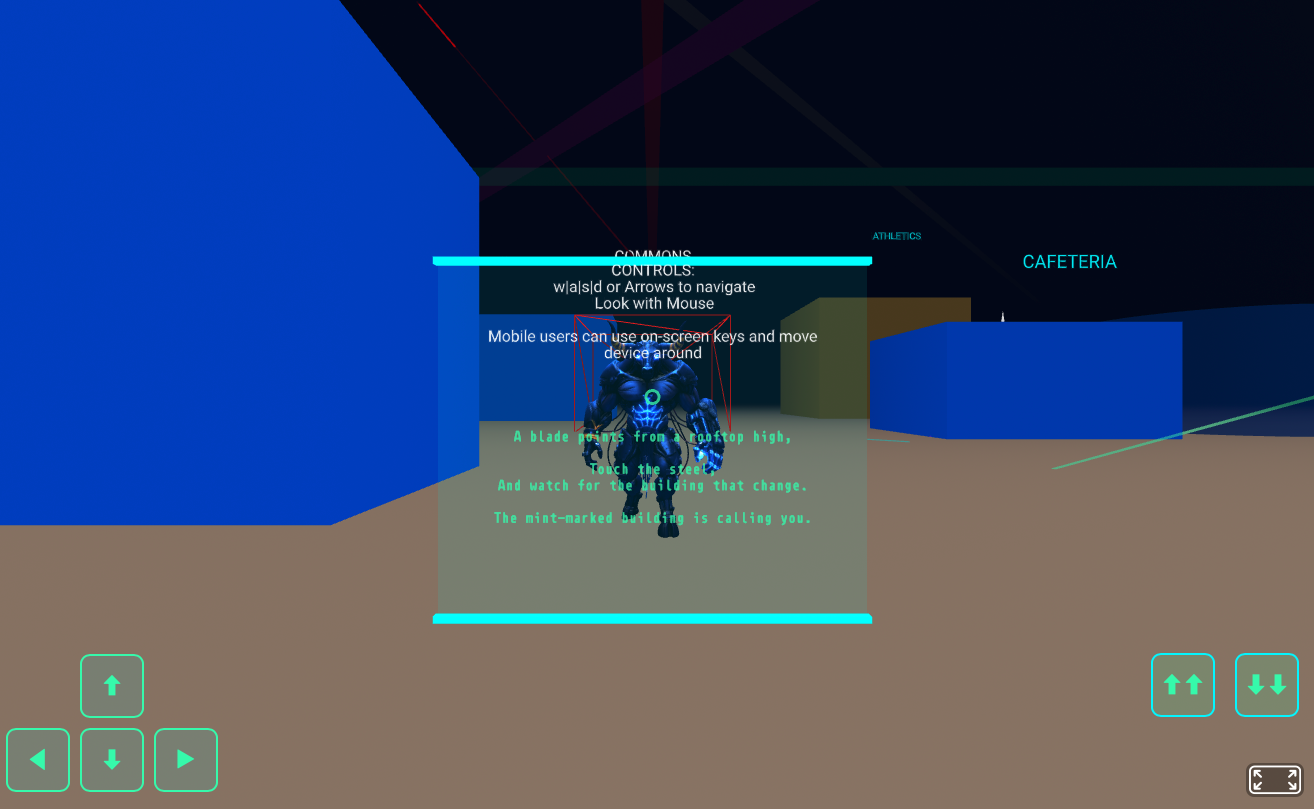 ATHLETICS
COMMONS
CAFETERIA
CONTROLS:
w|a|s|d or Arrows to navigate
Look with Mouse
Mobile users can use on-screen keys and move
device around
A blade points from a rooftop high,
Touch the steel,
And watch for the building that change.
The mint-marked building is calling you.